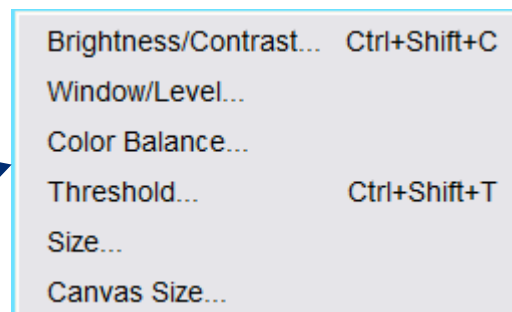 Brightness/Contrast... Ctrl+Shift+C
Window/Level...
Color Balance...
Threshold... Ctrl+Shift+T
Size...
Canvas Size...